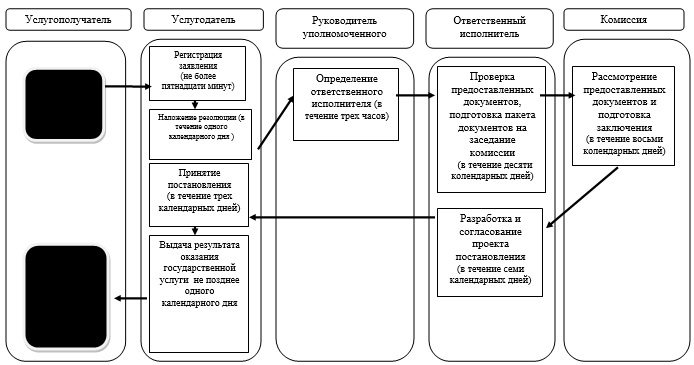 Услугополучатель
Услугодатель
Руководитель
уполномоченного
Ответственный
исполнитель
Комиссия
Регистрация
заявления
(не более
пятнадцати минут)
Наложение резолюции (в
течение одного
календарного дня )
Определение
ответственного
исполнителя (в
течение трех часов)
Проверка
предоставленных
документов,
подготовка пакета
документов на
заседание
комиссии
(в течение десяти
колендарных дней)
Рассмотрение
предоставленных
документов и
подготовка
заключения
(в течение восьми
колендарных дней)
Разработка и
согласование
проекта
постановления
(в течение семи
календарных дней)
Принятие
постановления
(в течение трех
календарных дней)
Выдача результата
оказания
государственной
услуги не позднее
одного
календарного дня